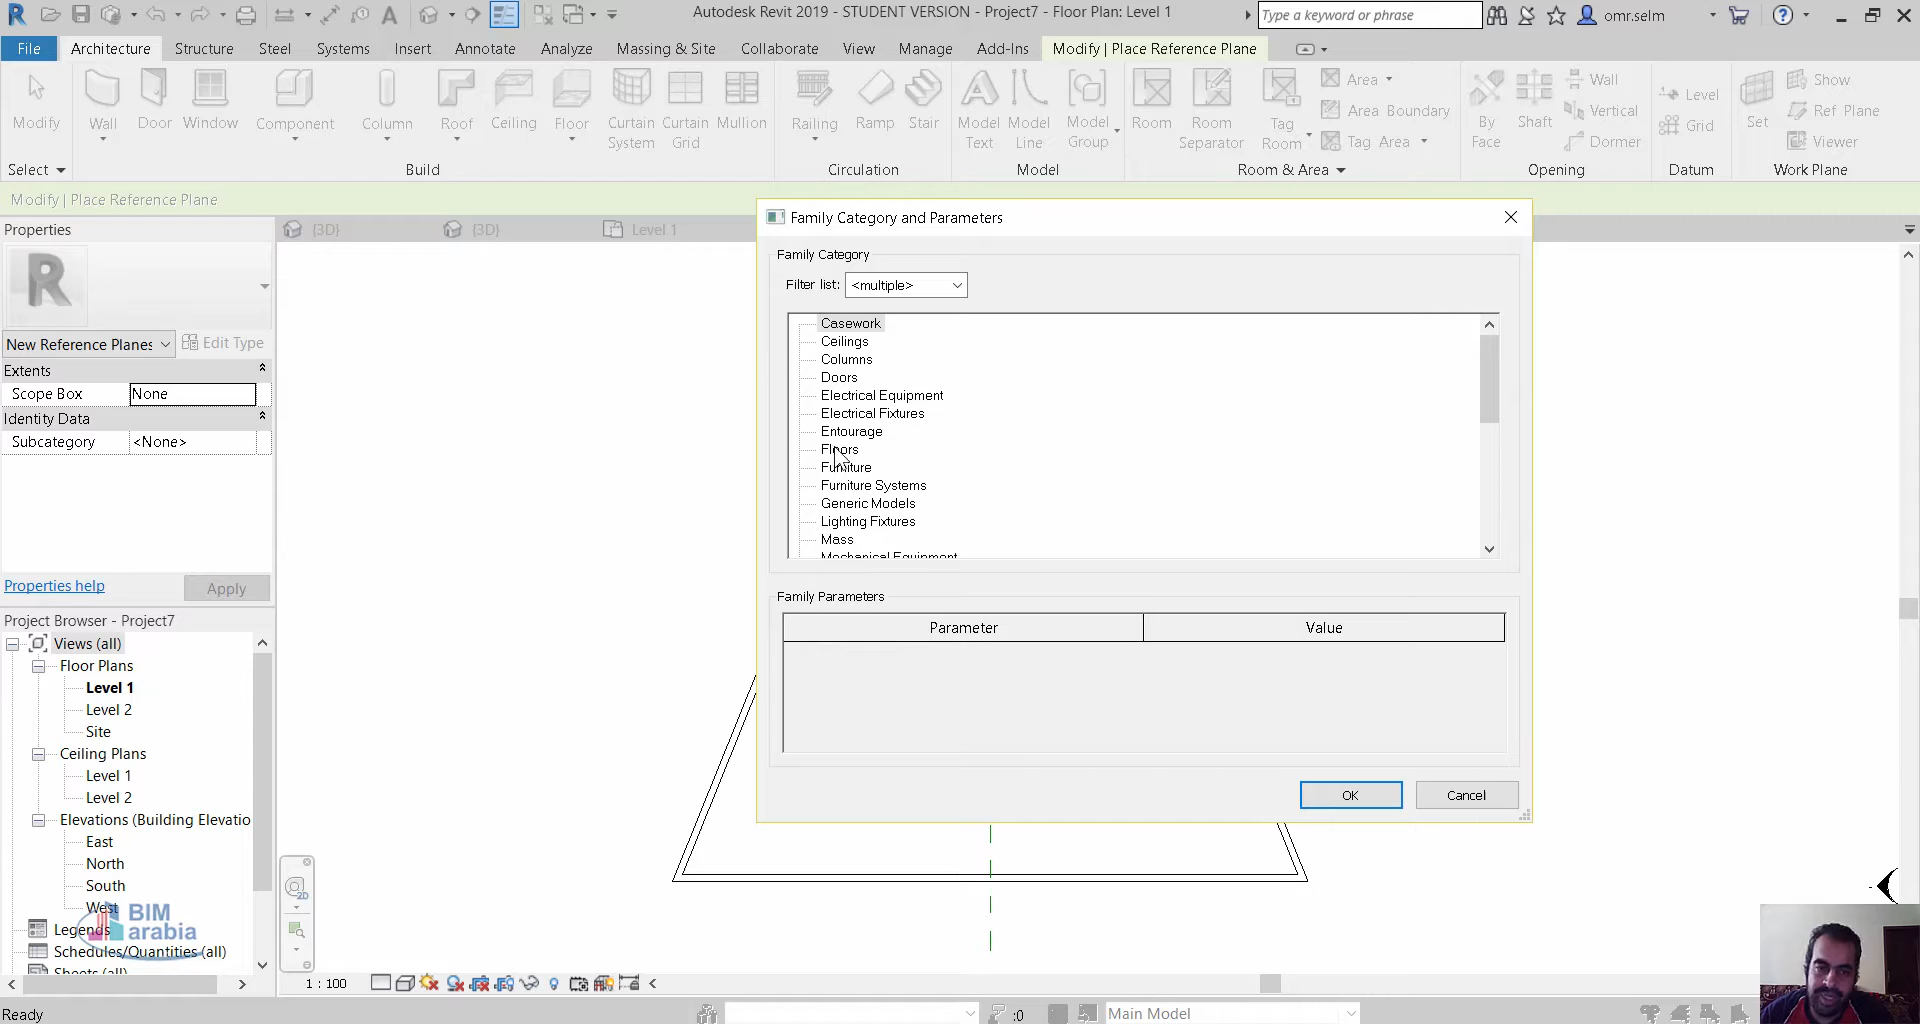 Autodesk Revit 2019 - STUDENT VERSION - Project7 - Floor Plan: Level 1
Type a keyword or phrase
omr.selm
File Architecture Structure Steel Systems Insert Annotate Analyze Massing & Site Collaborate View Manage Add-Ins Modify | Place Reference Plane
Modify
Wall
Door
Window
Component
Column
Roof
Ceiling
Floor
Curtain System
Curtain Grid
Mullion
Railing
Ramp
Stair
Model Text
Model Line
Model Group
Room
Room Separator
Tag Room
Area
Area Boundary
Tag Area
By Face
Shaft
Wall
Vertical
Dormer
Level
Grid
Set
Show
Ref Plane
Viewer
Select Build Circulation Model Room & Area Opening Datum Work Plane
Modify | Place Reference Plane
Properties
{3D} {3D} Level 1
R
New Reference Planes Edit Type
Extents
Scope Box None
Identity Data
Subcategory <None>
Properties help Apply
Project Browser - Project7
Views (all)
Floor Plans
Level 1
Level 2
Site
Ceiling Plans
Level 1
Level 2
Elevations (Building Elevatio
East
North
South
West
Legends
Schedules/Quantities (all)
Sheets (all)
BIM
arabia
Family Category and Parameters
Family Category
Filter list: <multiple>
Casework
Ceilings
Columns
Doors
Electrical Equipment
Electrical Fixtures
Entourage
Floors
Furniture
Furniture Systems
Generic Models
Lighting Fixtures
Mass
Mechanical Equipment
Family Parameters
Parameter Value
OK Cancel
2D
1 : 100
Ready
:0
Main Model